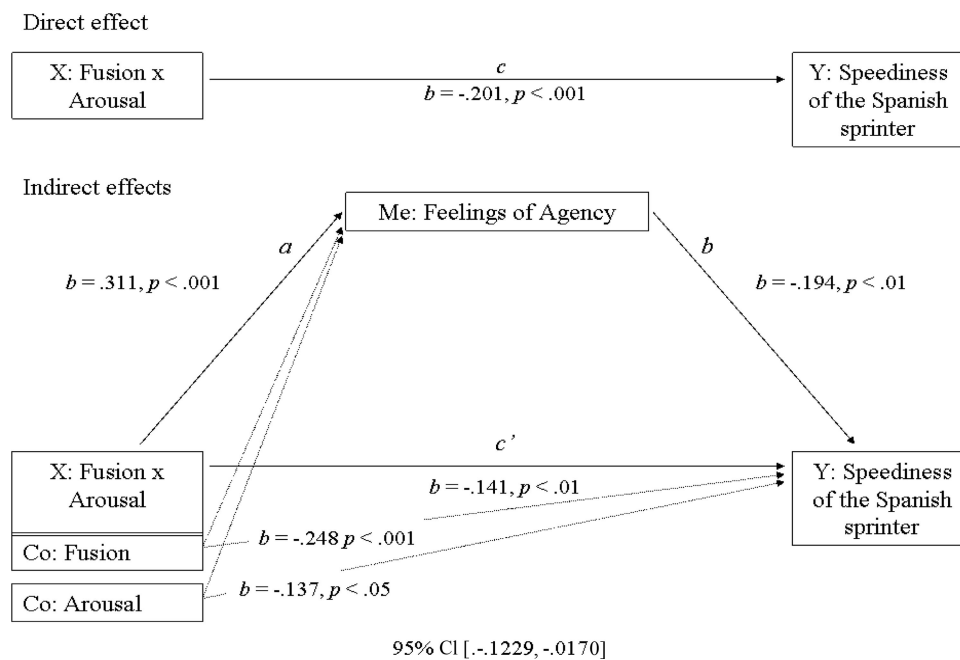 Direct effect
X: Fusion x
Arousal
c
b = -.201, p < .001
Y: Speediness
of the Spanish
sprinter
Indirect effects
Me: Feelings of Agency
a
b
b = .311, p < .001
b = -.194, p < .01
X: Fusion x
Arousal
c’
b = -.141, p < .01
Y: Speediness
of the Spanish
sprinter
b = -.248 p < .001
Co: Fusion
b = -.137, p < .05
Co: Arousal
95% Cl [.-.1229, -.0170]